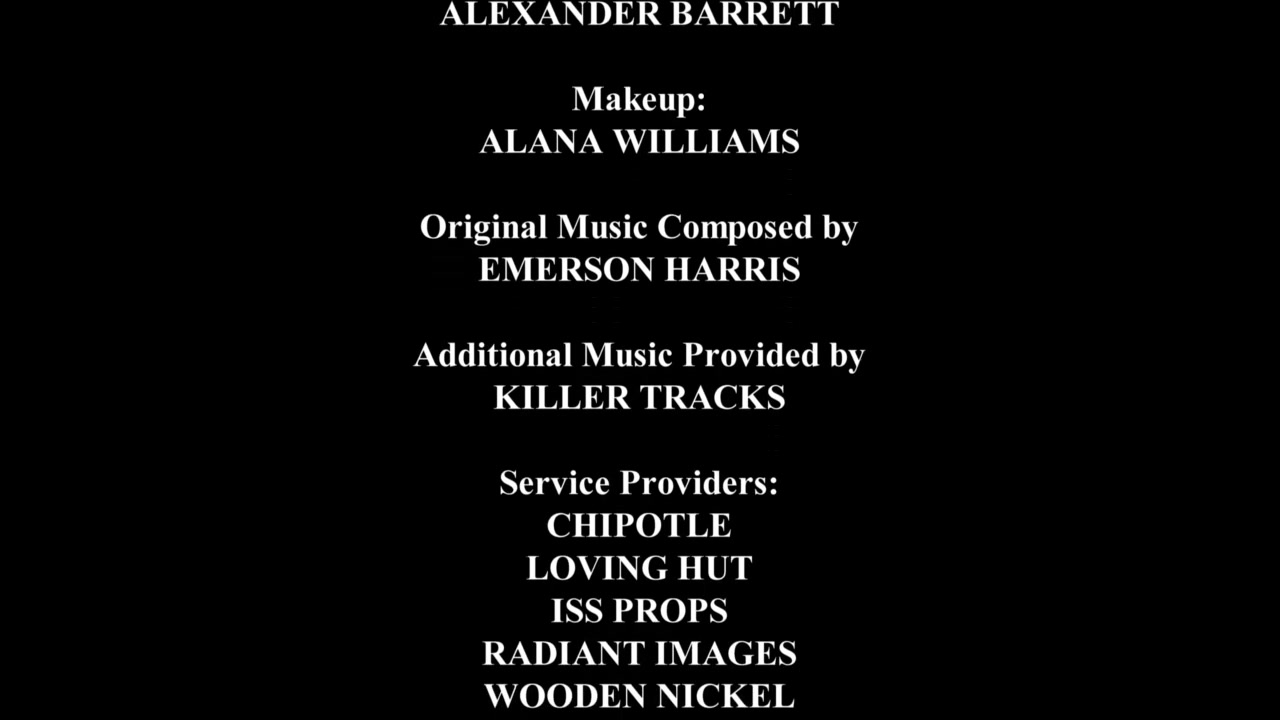 ALEXANDER BARRETT
Makeup:
ALANA WILLIAMS
Original Music Composed by
EMERSON HARRIS
Additional Music Provided by
KILLER TRACKS
Service Providers:
CHIPOTLE
LOVING HUT
ISS PROPS
RADIANT IMAGES
WOODEN NICKEL